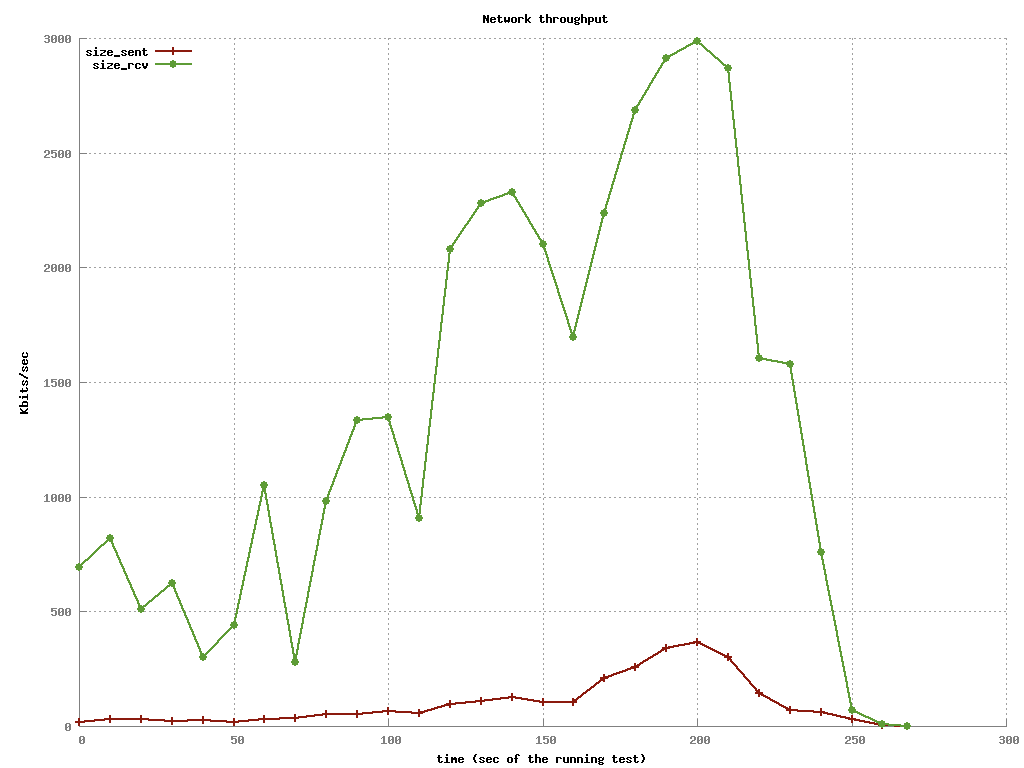 Network throughput
size_sent
size_rcv
3000
2500
2000
1500
1000
500
0
Kbits/sec
0 50 100 150 200 250 300
time (sec of the running test)